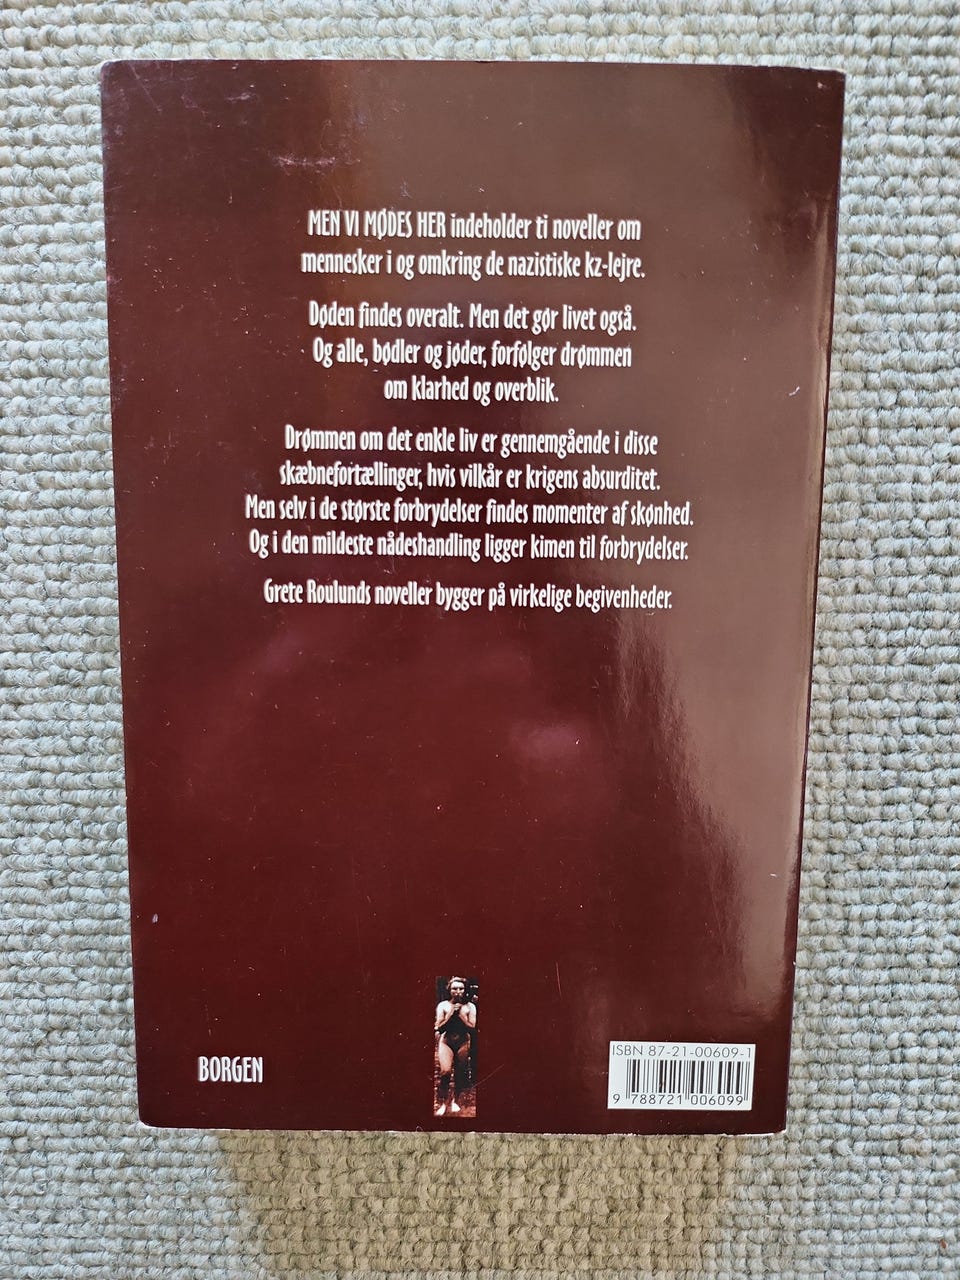 MEN VI MØDES HER indeholder ti noveller om
mennesker i og omkring de nazistiske kz-lejre.
Døden findes overalt. Men det gør livet også.
Og alle, bødler og jøder, forfølger drømmen
om klarhed og overblik.
Drømmen om det enkle liv er gennemgående i disse
skæbnefortællinger, hvis vilkår er krigens absurditet.
Men selv i de største forbrydelser findes momenter af skønhed.
Og i den mildeste nådeshandling ligger kimen til forbrydelser.
Grete Roulunds noveller bygger på virkelige begivenheder.
BORGEN
ISBN 87-21-00609-1
9 788721 006099